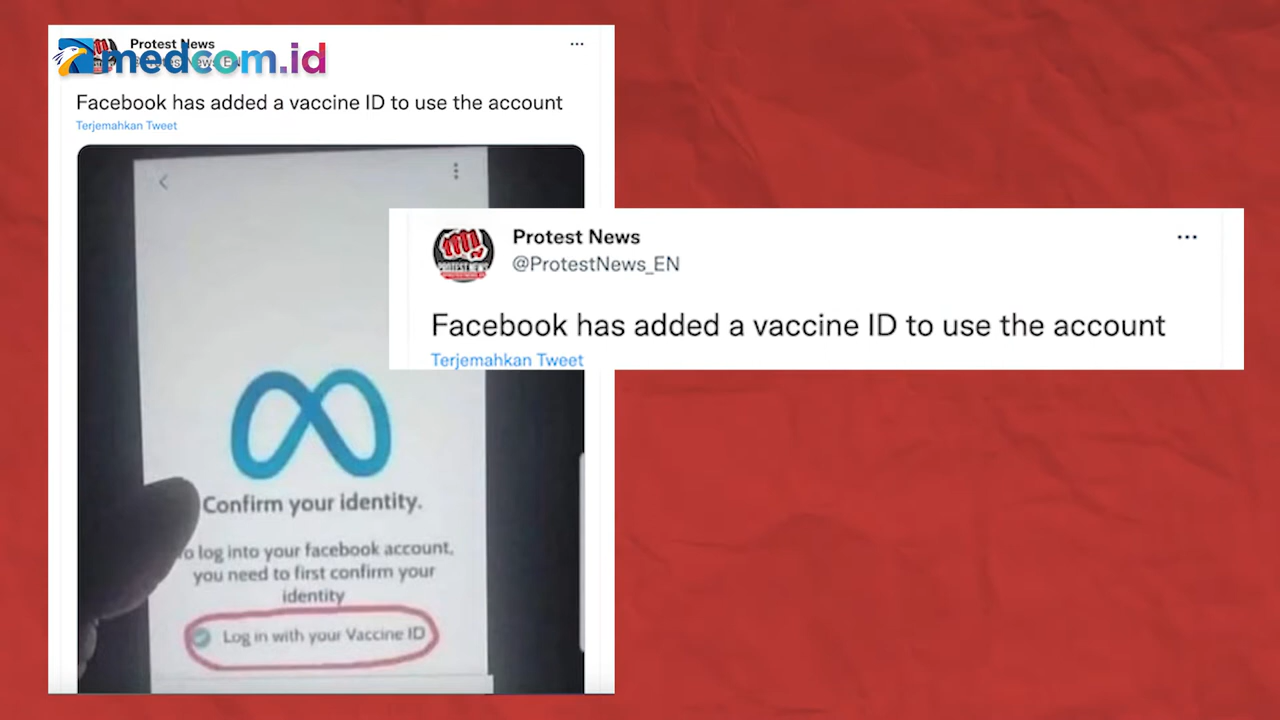 Protest News
medcom.id
Facebook has added a vaccine ID to use the account
Terjemahkan Tweet
Confirm your identity.
o log into your facebook account,
you need to first confirm your
identity
Log in with your Vaccine ID
Protest News
@ProtestNews_EN
Facebook has added a vaccine ID to use the account
Terjemahkan Tweet